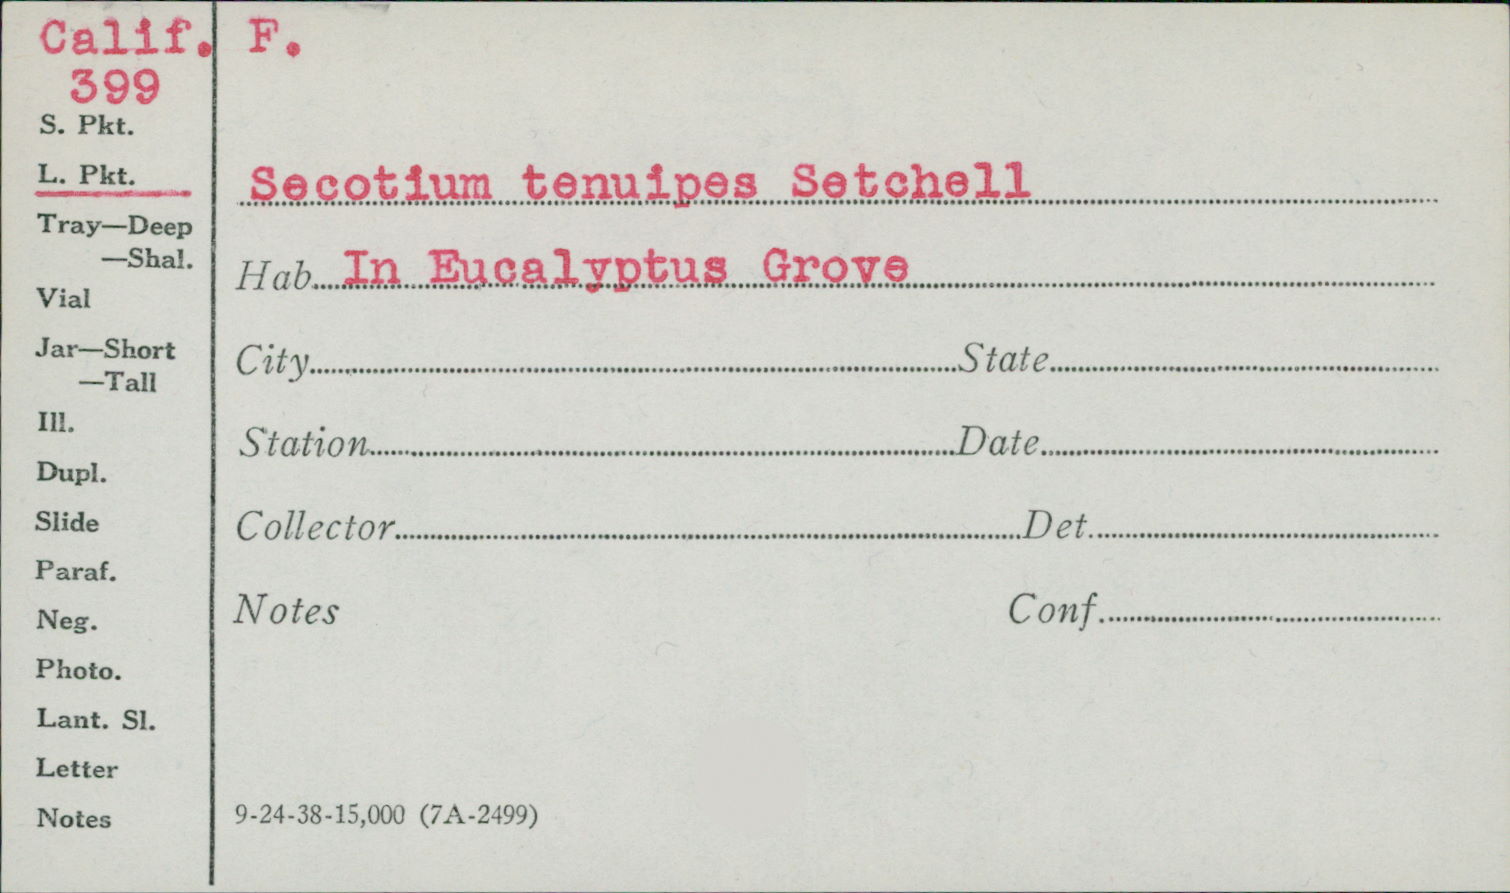 Calif. F.
399
S. Pkt.
L. Pkt.
Secotium tenuipes Setchell
Tray—Deep
—Shal.
Hab. In Eucalyptus Grove
Vial
Jar—Short
—Tall
City State
Ill.
Station Date
Dupl.
Slide
Collector Det.
Paraf.
Neg.
Notes Conf.
Photo.
Lant. Sl.
Letter
Notes
9-24-38-15,000 (7A-2499)